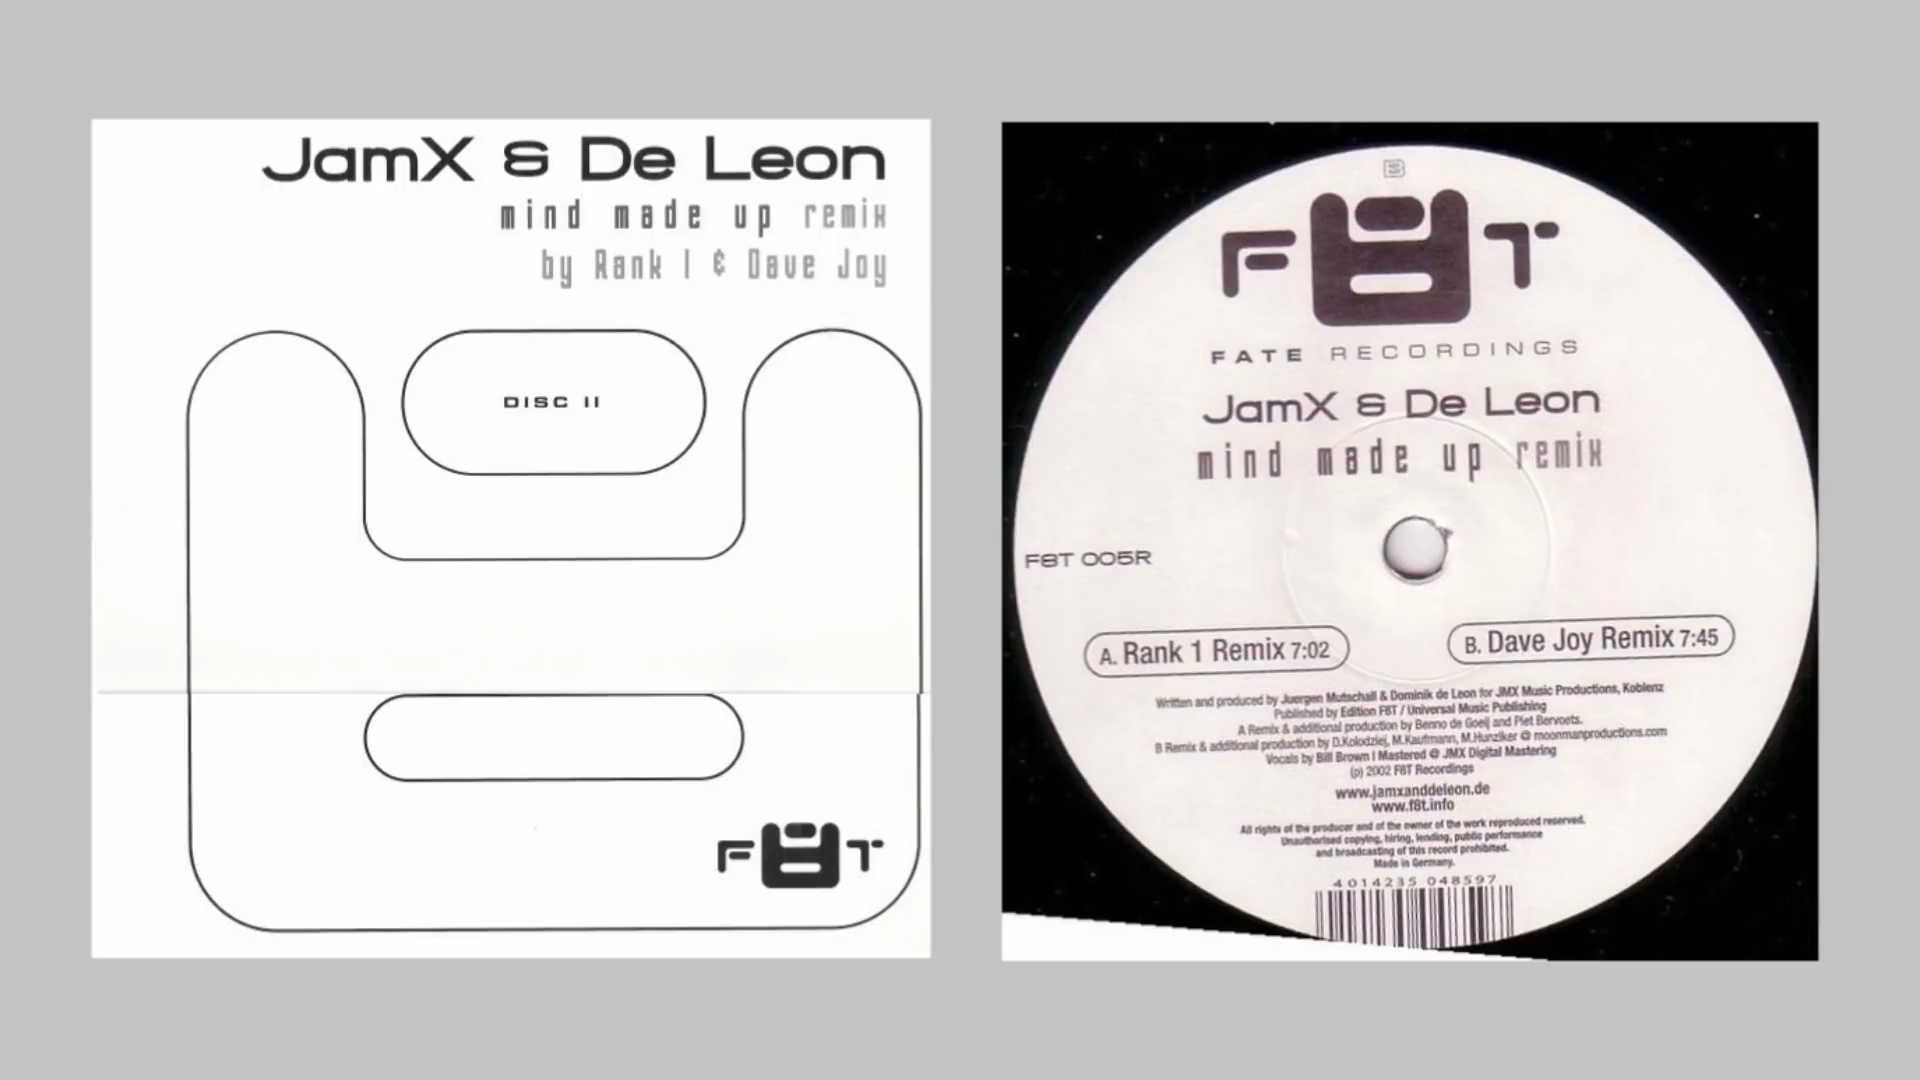 JamX & De Leon
mind made up remix
by Rank 1 & Dave Joy
DISC II
F8T
B
F8T
FATE RECORDINGS
JamX & De Leon
mind made up remix
F8T 005R
A. Rank 1 Remix 7:02
B. Dave Joy Remix 7:45
Written and produced by Juergen Mutschall & Dominik de Leon for JMX Music Productions, Koblenz
Published by Edition F8T / Universal Music Publishing
A Remix & additional production by Benno de Goeij and Piet Bervoets.
B Remix & additional production by D.Kolodziej, M.Kaufmann, M.Hunziker @ moonmanproductions.com
Vocals by Bill Brown | Mastered @ JMX Digital Mastering
(p) 2002 F8T Recordings
www.jamxanddeleon.de
www.f8t.info
All rights of the producer and of the owner of the work reproduced reserved.
Unauthorised copying, hiring, lending, public performance
and broadcasting of this record prohibited.
Made in Germany.
4 014235 048597